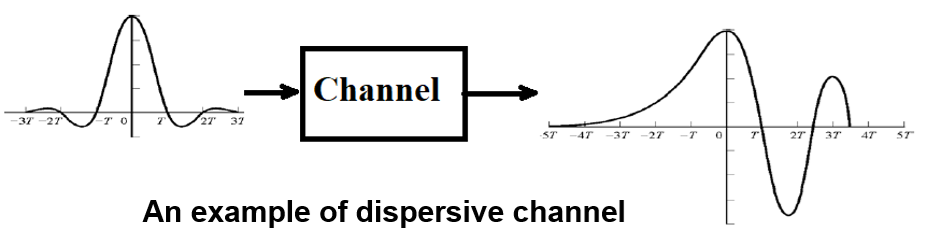 Channel
-3T -2T -T 0 T 2T 3T
-5T -4T -3T -2T -T 0 T 2T 3T 4T 5T
An example of dispersive channel